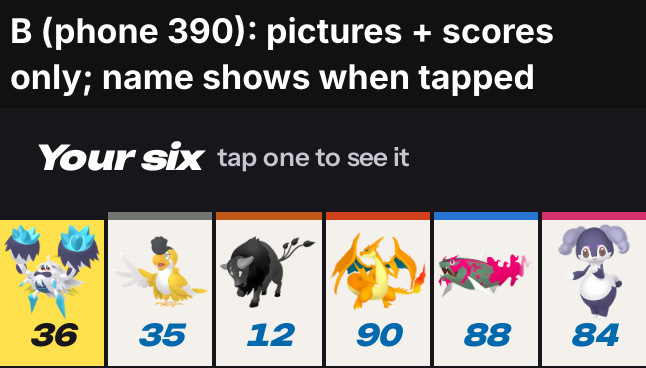 B (phone 390): pictures + scores
only; name shows when tapped
Your six tap one to see it
36 35 12 90 88 84